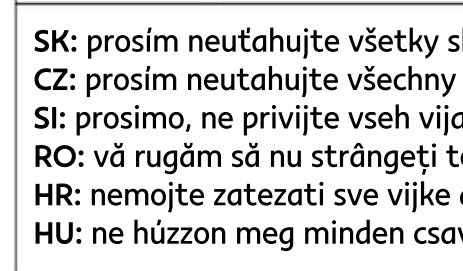 SK: prosím neuťahujte všetky
CZ: prosím neutahujte všechny
SI: prosimo, ne privijte vseh
RO: vă rugăm să nu strângeți
HR: nemojte zatezati sve vijke
HU: ne húzzon meg minden